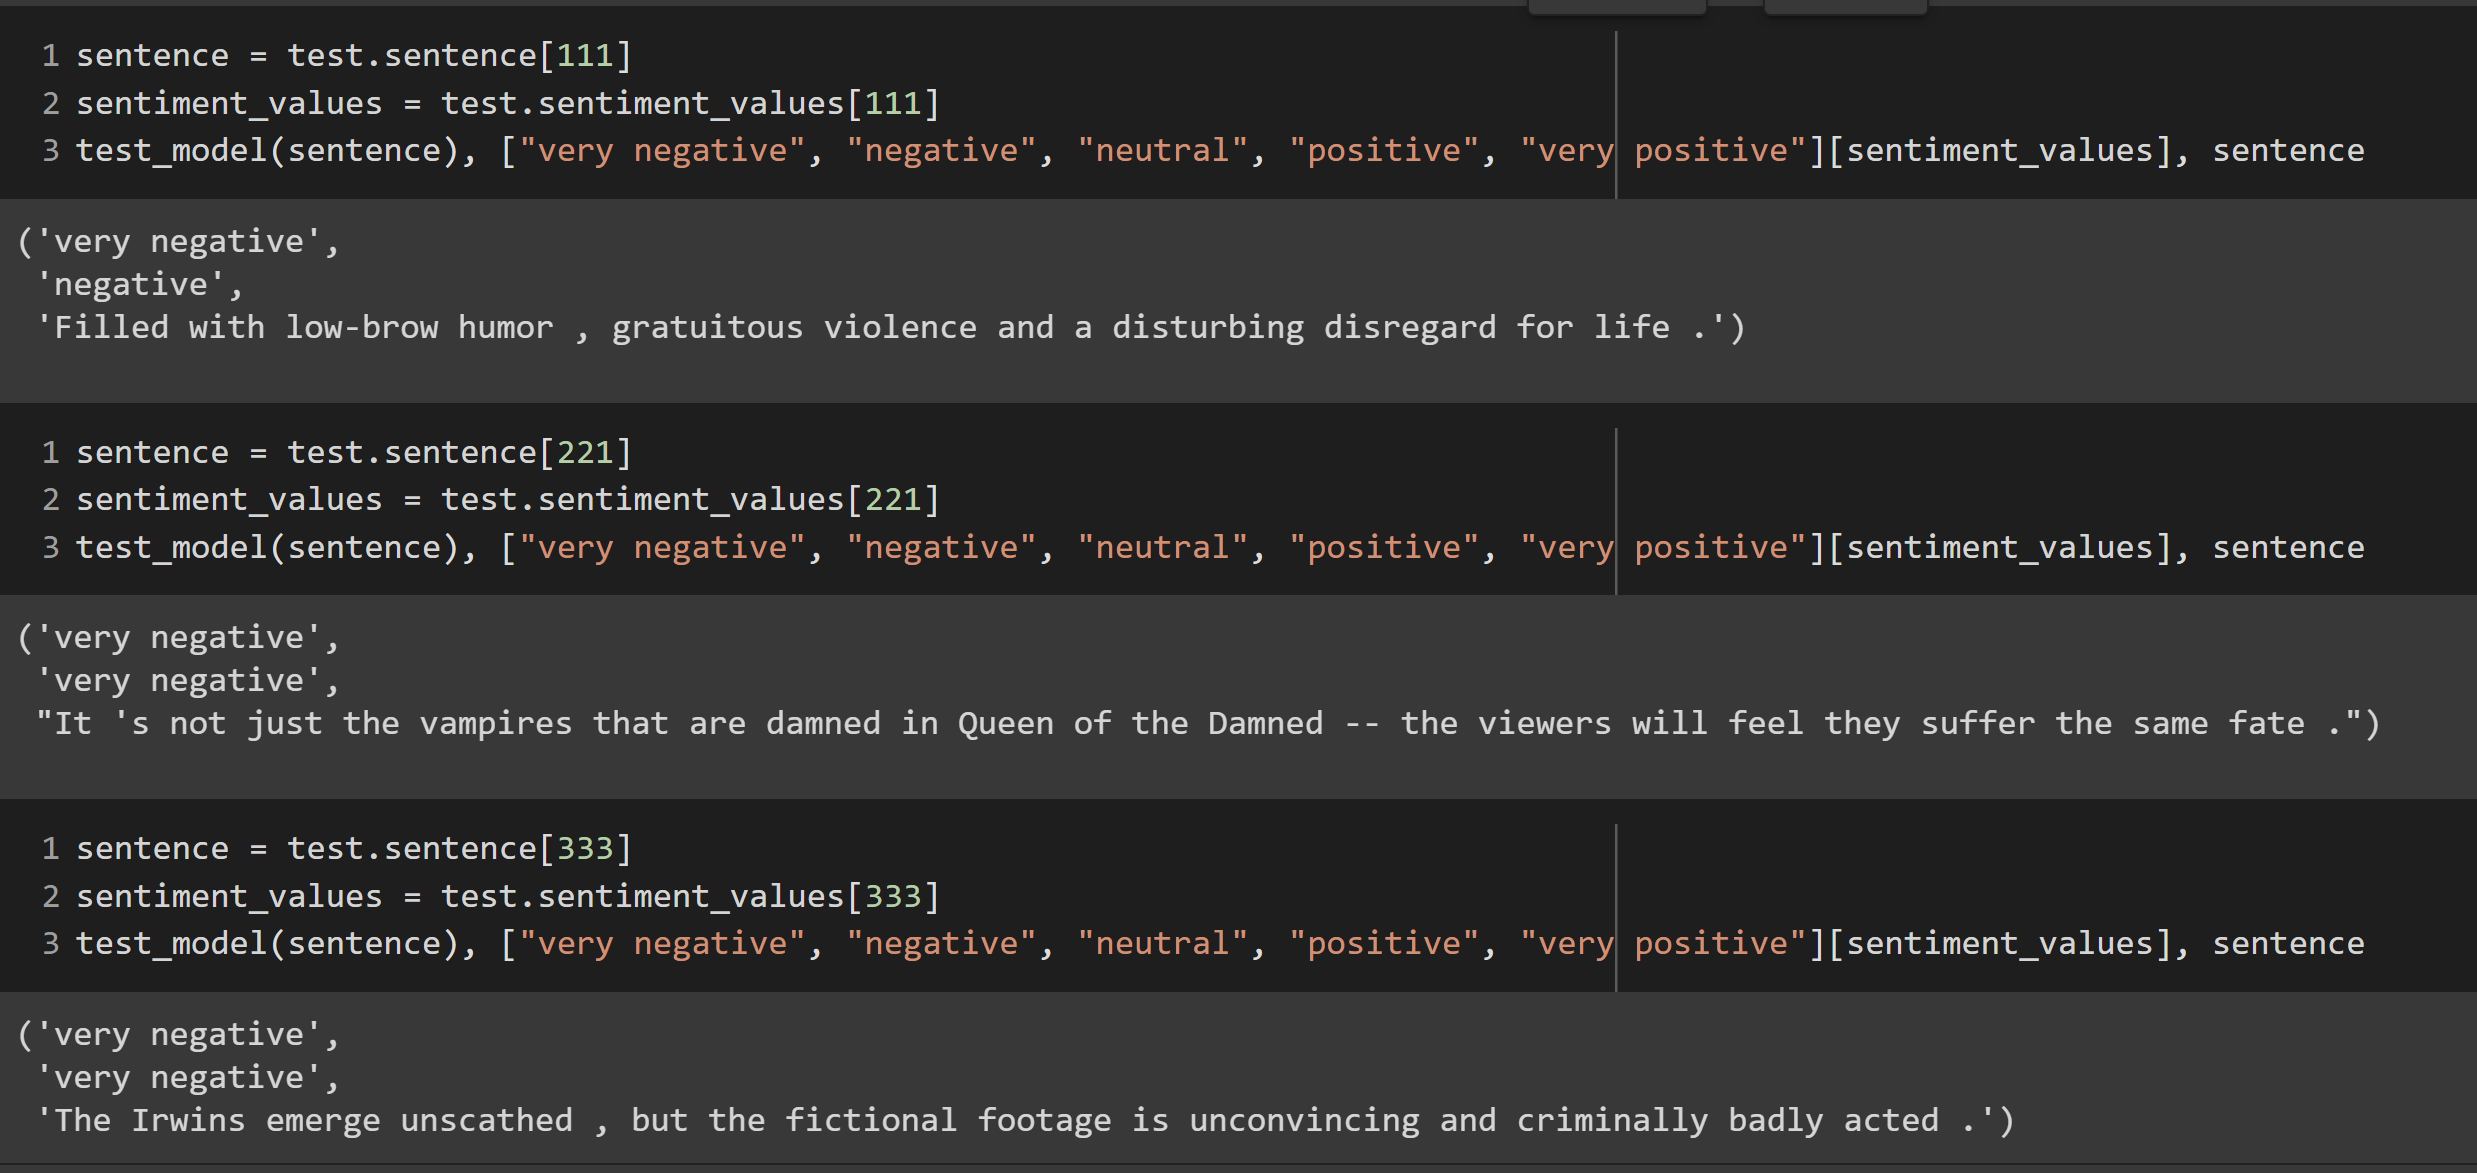 1 sentence = test.sentence[111]
2 sentiment_values = test.sentiment_values[111]
3 test_model(sentence), ["very negative", "negative", "neutral", "positive", "very positive"][sentiment_values], sentence
('very negative',
 'negative',
 'Filled with low-brow humor , gratuitous violence and a disturbing disregard for life .')
1 sentence = test.sentence[221]
2 sentiment_values = test.sentiment_values[221]
3 test_model(sentence), ["very negative", "negative", "neutral", "positive", "very positive"][sentiment_values], sentence
('very negative',
 'very negative',
 "It 's not just the vampires that are damned in Queen of the Damned -- the viewers will feel they suffer the same fate .")
1 sentence = test.sentence[333]
2 sentiment_values = test.sentiment_values[333]
3 test_model(sentence), ["very negative", "negative", "neutral", "positive", "very positive"][sentiment_values], sentence
('very negative',
 'very negative',
 'The Irwins emerge unscathed , but the fictional footage is unconvincing and criminally badly acted .')